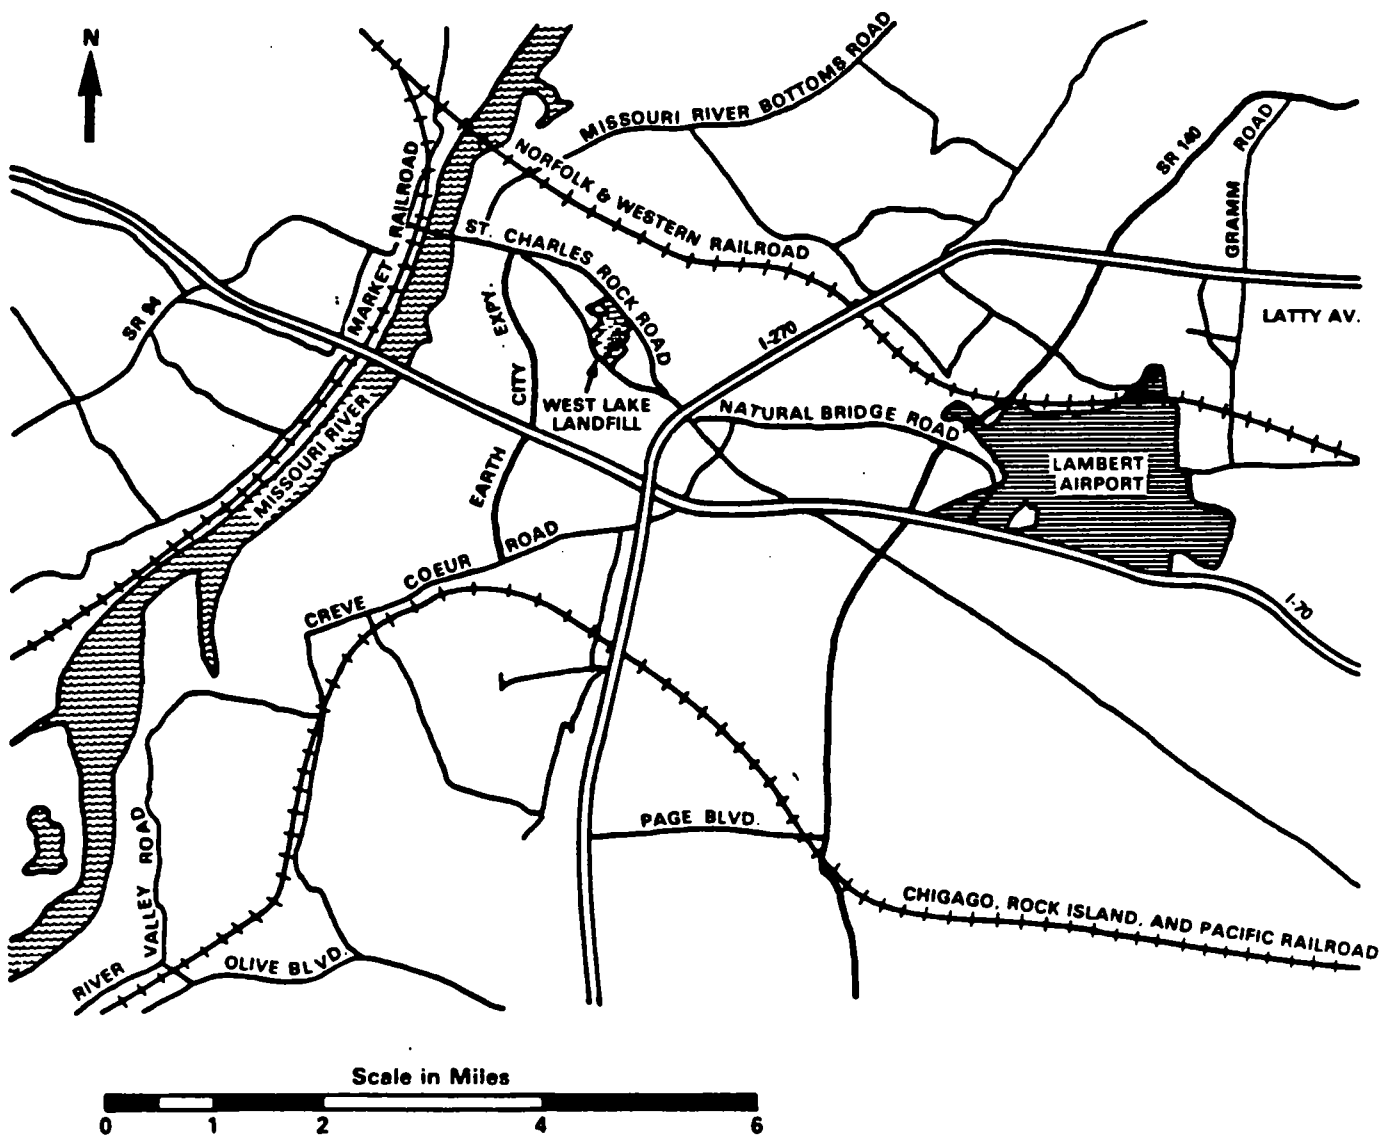 N
MISSOURI RIVER BOTTOMS ROAD
SR 140
GRAMM ROAD
NORFOLK & WESTERN RAILROAD
MARKET RAILROAD
ST. CHARLES ROCK ROAD
SR 94
EARTH CITY EXPY.
I-270
LATTY AV.
WEST LAKE
LANDFILL
NATURAL BRIDGE ROAD
MISSOURI RIVER
LAMBERT
AIRPORT
CREVE COEUR ROAD
I-70
PAGE BLVD.
RIVER VALLEY ROAD
OLIVE BLVD.
CHIGAGO, ROCK ISLAND, AND PACIFIC RAILROAD
Scale in Miles
0 1 2 4 6